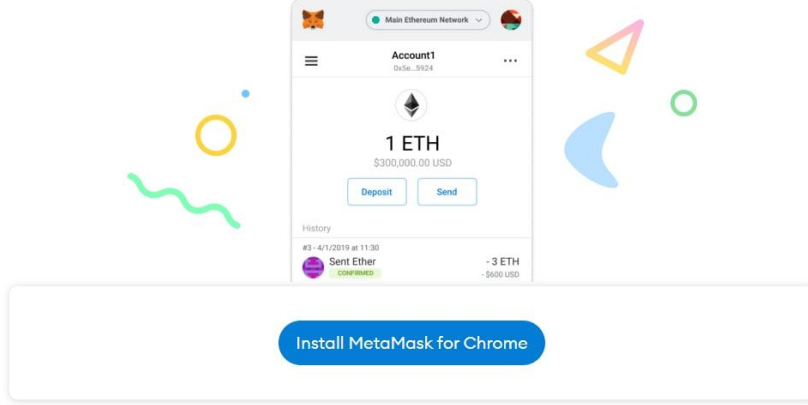 Main Ethereum Network
Account1
0x5e...5924
1 ETH
$300,000.00 USD
Deposit Send
History
#3 - 4/1/2019 at 11:30
Sent Ether - 3 ETH
CONFIRMED - $600 USD
Install MetaMask for Chrome